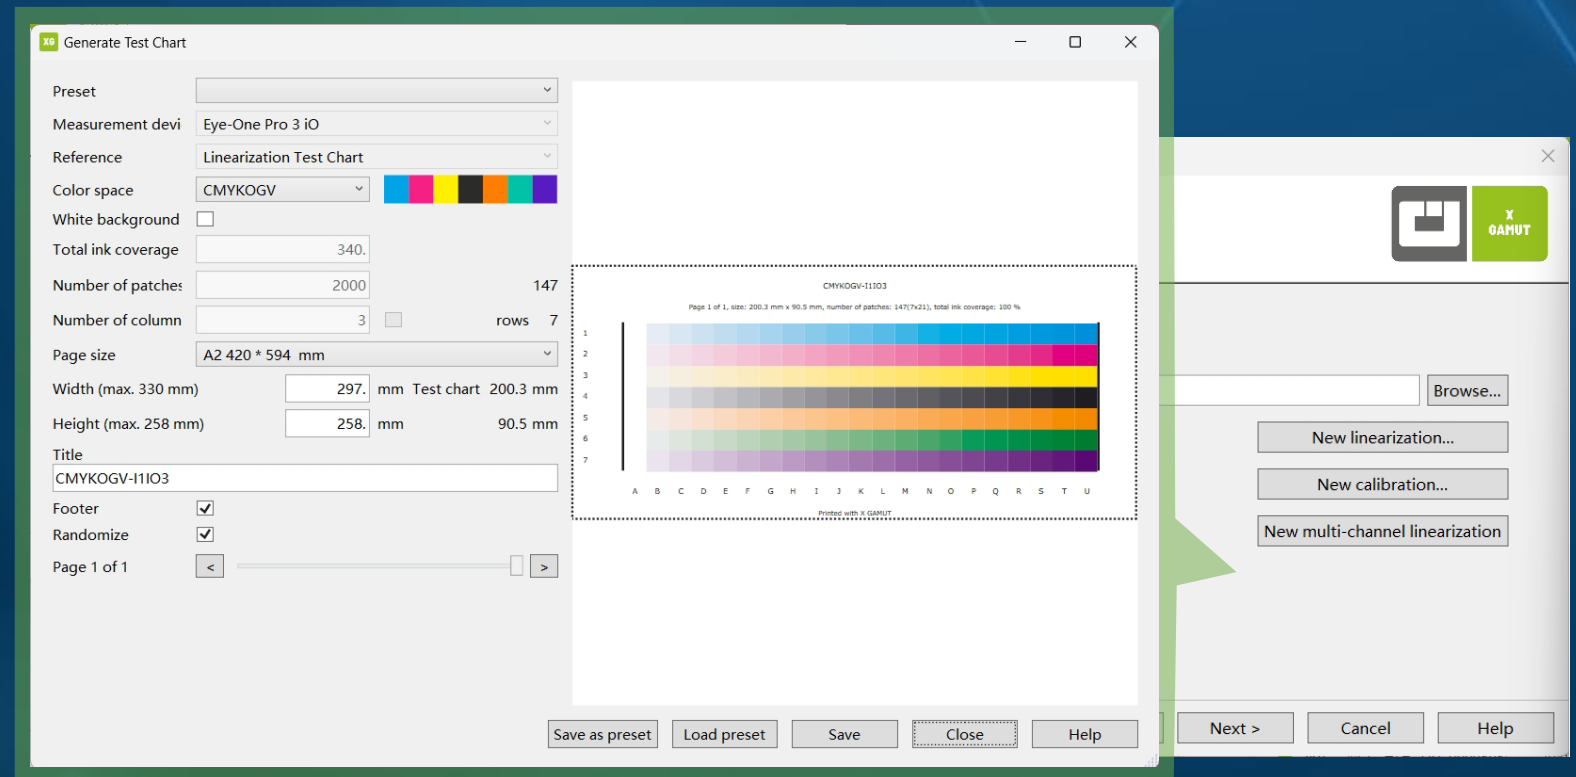 XG Generate Test Chart
Preset
Measurement devi Eye-One Pro 3 iO
Reference Linearization Test Chart
Color space CMYKOGV
White background
Total ink coverage 340.
Number of patches 2000 147
Number of column 3 rows 7
Page size A2 420 * 594 mm
Width (max. 330 mm) 297. mm Test chart 200.3 mm
Height (max. 258 mm) 258. mm 90.5 mm
Title
CMYKOGV-I1IO3
Footer
Randomize
Page 1 of 1 < >
CMYKOGV-I1IO3
Page 1 of 1, size: 200.3 mm x 90.5 mm, number of patches: 147(7x21), total ink coverage: 100 %
1
2
3
4
5
6
7
A B C D E F G H I J K L M N O P Q R S T U
Printed with X GAMUT
Save as preset Load preset Save Close Help
X
GAMUT
Browse...
New linearization...
New calibration...
New multi-channel linearization
Next > Cancel Help